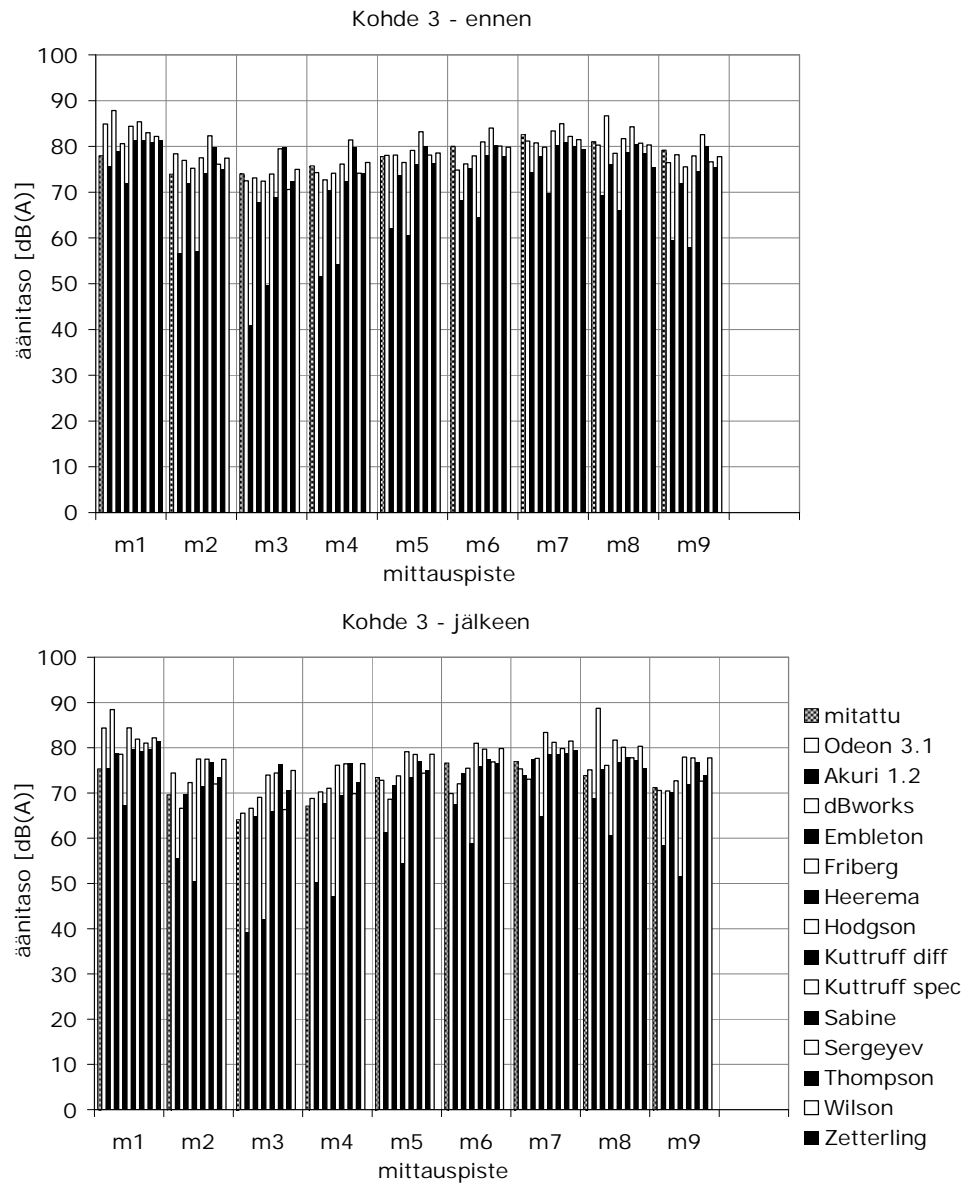 Kohde 3 - ennen
äänitaso [dB(A)]
100
90
80
70
60
50
40
30
20
10
0
m1 m2 m3 m4 m5 m6 m7 m8 m9
mittauspiste
Kohde 3 - jälkeen
äänitaso [dB(A)]
100
90
80
70
60
50
40
30
20
10
0
m1 m2 m3 m4 m5 m6 m7 m8 m9
mittauspiste
mitattu
Odeon 3.1
Akuri 1.2
dBworks
Embleton
Friberg
Heerema
Hodgson
Kuttruff diff
Kuttruff spec
Sabine
Sergeyev
Thompson
Wilson
Zetterling